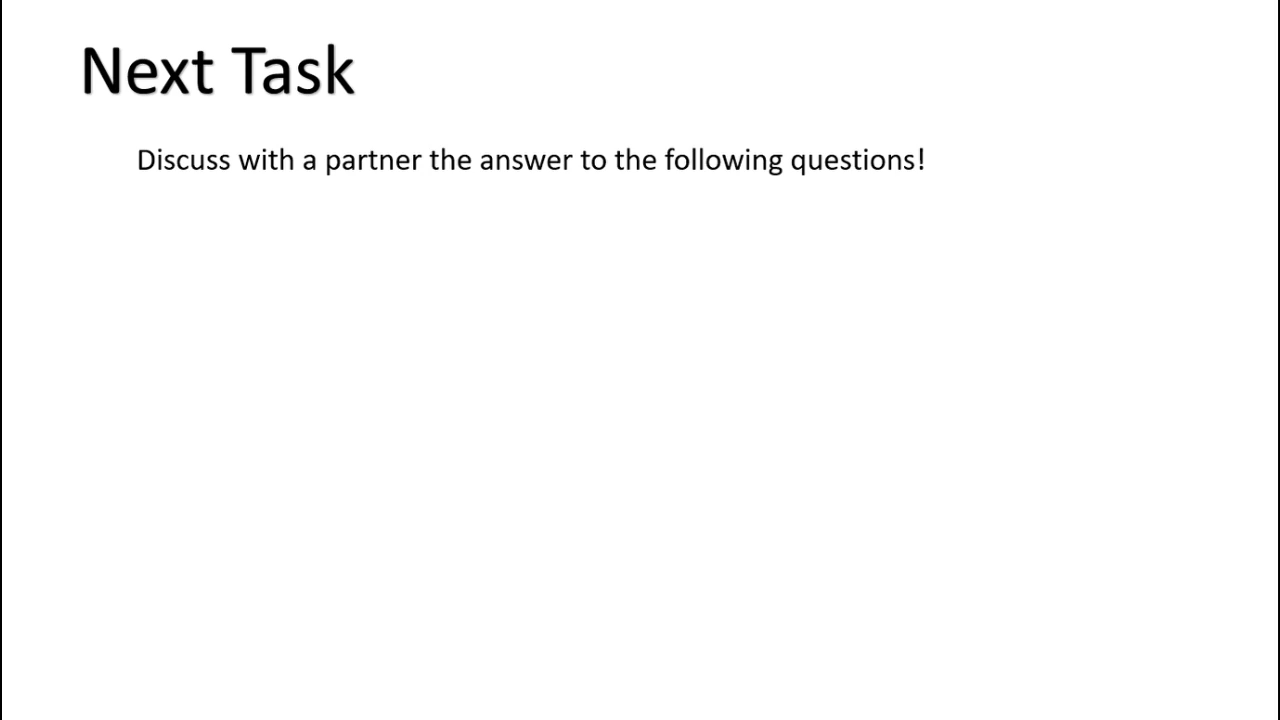 Next Task
Discuss with a partner the answer to the following questions!